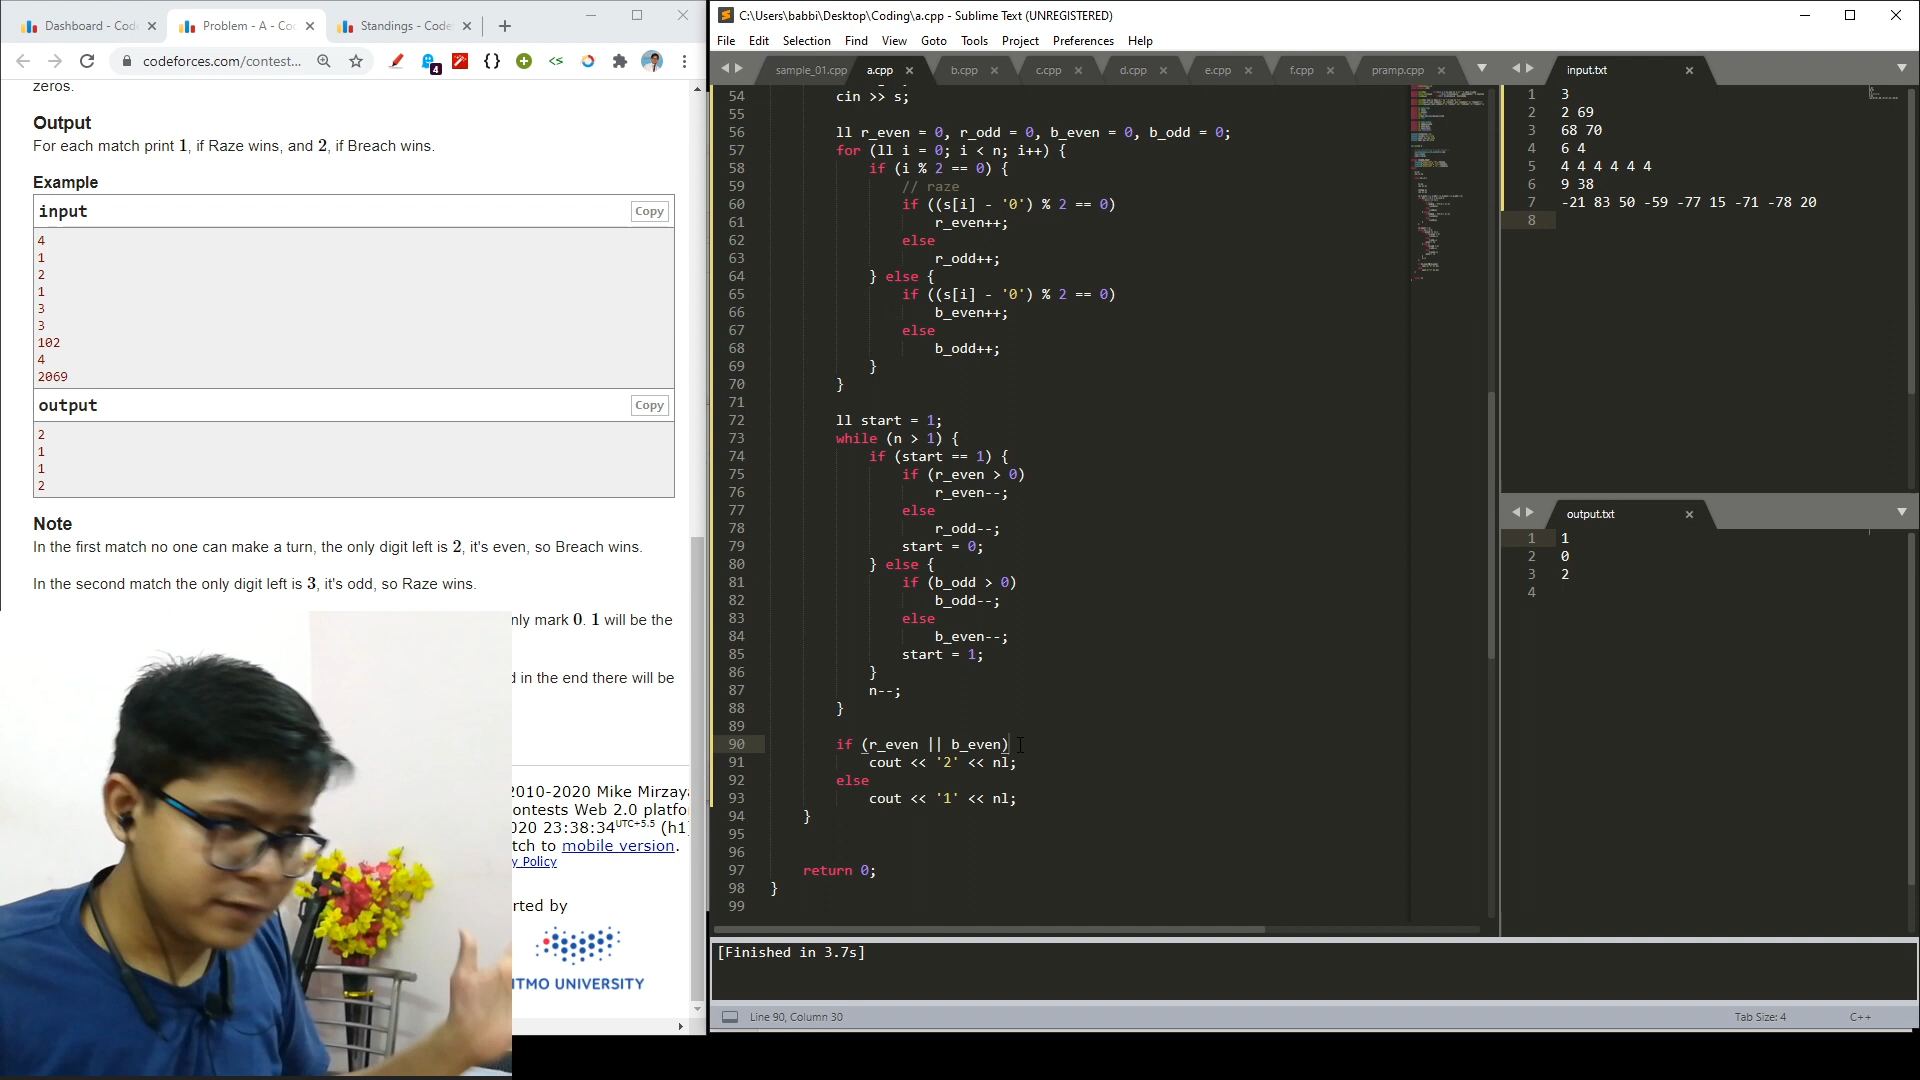 Dashboard - Cod
Problem - A - Co
Standings - Code
codeforces.com/contest...
4
zeros.
Output
For each match print 1, if Raze wins, and 2, if Breach wins.
Example
input
Copy
4
1
2
1
3
3
102
4
2069
output
Copy
2
1
1
2
Note
In the first match no one can make a turn, the only digit left is 2, it's even, so Breach wins.
In the second match the only digit left is 3, it's odd, so Raze wins.
nly mark 0. 1 will be the
d in the end there will be
2010-2020 Mike Mirzaya
ontests Web 2.0 platfo
020 23:38:34UTC+5.5 (h1)
tch to mobile version.
y Policy
rted by
ITMO UNIVERSITY
C:\Users\babbi\Desktop\Coding\a.cpp - Sublime Text (UNREGISTERED)
File Edit Selection Find View Goto Tools Project Preferences Help
sample_01.cpp a.cpp b.cpp c.cpp d.cpp e.cpp f.cpp pramp.cpp
54 cin >> s;
55
56 ll r_even = 0, r_odd = 0, b_even = 0, b_odd = 0;
57 for (ll i = 0; i < n; i++) {
58 if (i % 2 == 0) {
59 // raze
60 if ((s[i] - '0') % 2 == 0)
61 r_even++;
62 else
63 r_odd++;
64 } else {
65 if ((s[i] - '0') % 2 == 0)
66 b_even++;
67 else
68 b_odd++;
69 }
70 }
71
72 ll start = 1;
73 while (n > 1) {
74 if (start == 1) {
75 if (r_even > 0)
76 r_even--;
77 else
78 r_odd--;
79 start = 0;
80 } else {
81 if (b_odd > 0)
82 b_odd--;
83 else
84 b_even--;
85 start = 1;
86 }
87 n--;
88 }
89
90 if (r_even || b_even)
91 cout << '2' << nl;
92 else
93 cout << '1' << nl;
94 }
95
96
97 return 0;
98 }
99
input.txt
1 3
2 2 69
3 68 70
4 6 4
5 4 4 4 4 4 4
6 9 38
7 -21 83 50 -59 -77 15 -71 -78 20
8
output.txt
1 1
2 0
3 2
4
[Finished in 3.7s]
Line 90, Column 30
Tab Size: 4
C++